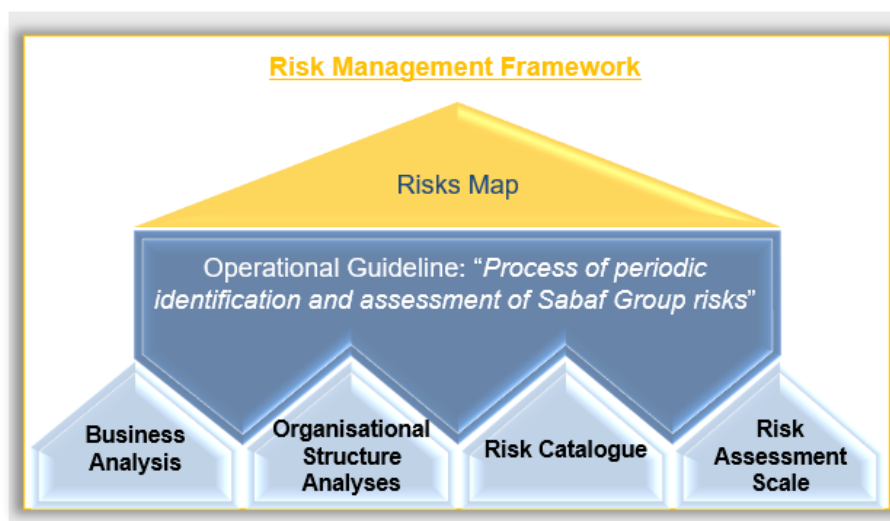 Risk Management Framework
Risks Map
Operational Guideline: “Process of periodic
identification and assessment of Sabaf Group risks”
Business
Analysis
Organisational
Structure
Analyses
Risk Catalogue
Risk
Assessment
Scale